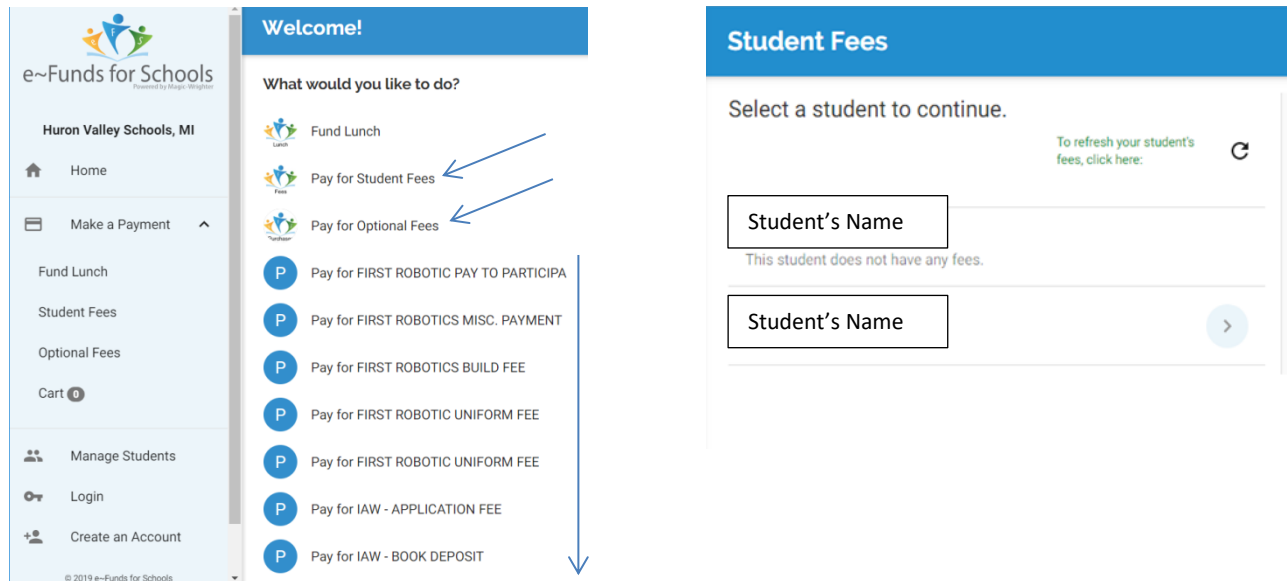 e~Funds for Schools
Powered by Magic-Wrighter
Huron Valley Schools, MI
Home
Make a Payment
Fund Lunch
Student Fees
Optional Fees
Cart 0
Manage Students
Login
Create an Account
© 2019 e~Funds for Schools
Welcome!
What would you like to do?
Lunch
Fund Lunch
Fees
Pay for Student Fees
Purchases
Pay for Optional Fees
P Pay for FIRST ROBOTIC PAY TO PARTICIPA
P Pay for FIRST ROBOTICS MISC. PAYMENT
P Pay for FIRST ROBOTICS BUILD FEE
P Pay for FIRST ROBOTIC UNIFORM FEE
P Pay for FIRST ROBOTIC UNIFORM FEE
P Pay for IAW - APPLICATION FEE
P Pay for IAW - BOOK DEPOSIT
Student Fees
Select a student to continue.
To refresh your student's
fees, click here:
Student's Name
This student does not have any fees.
Student's Name